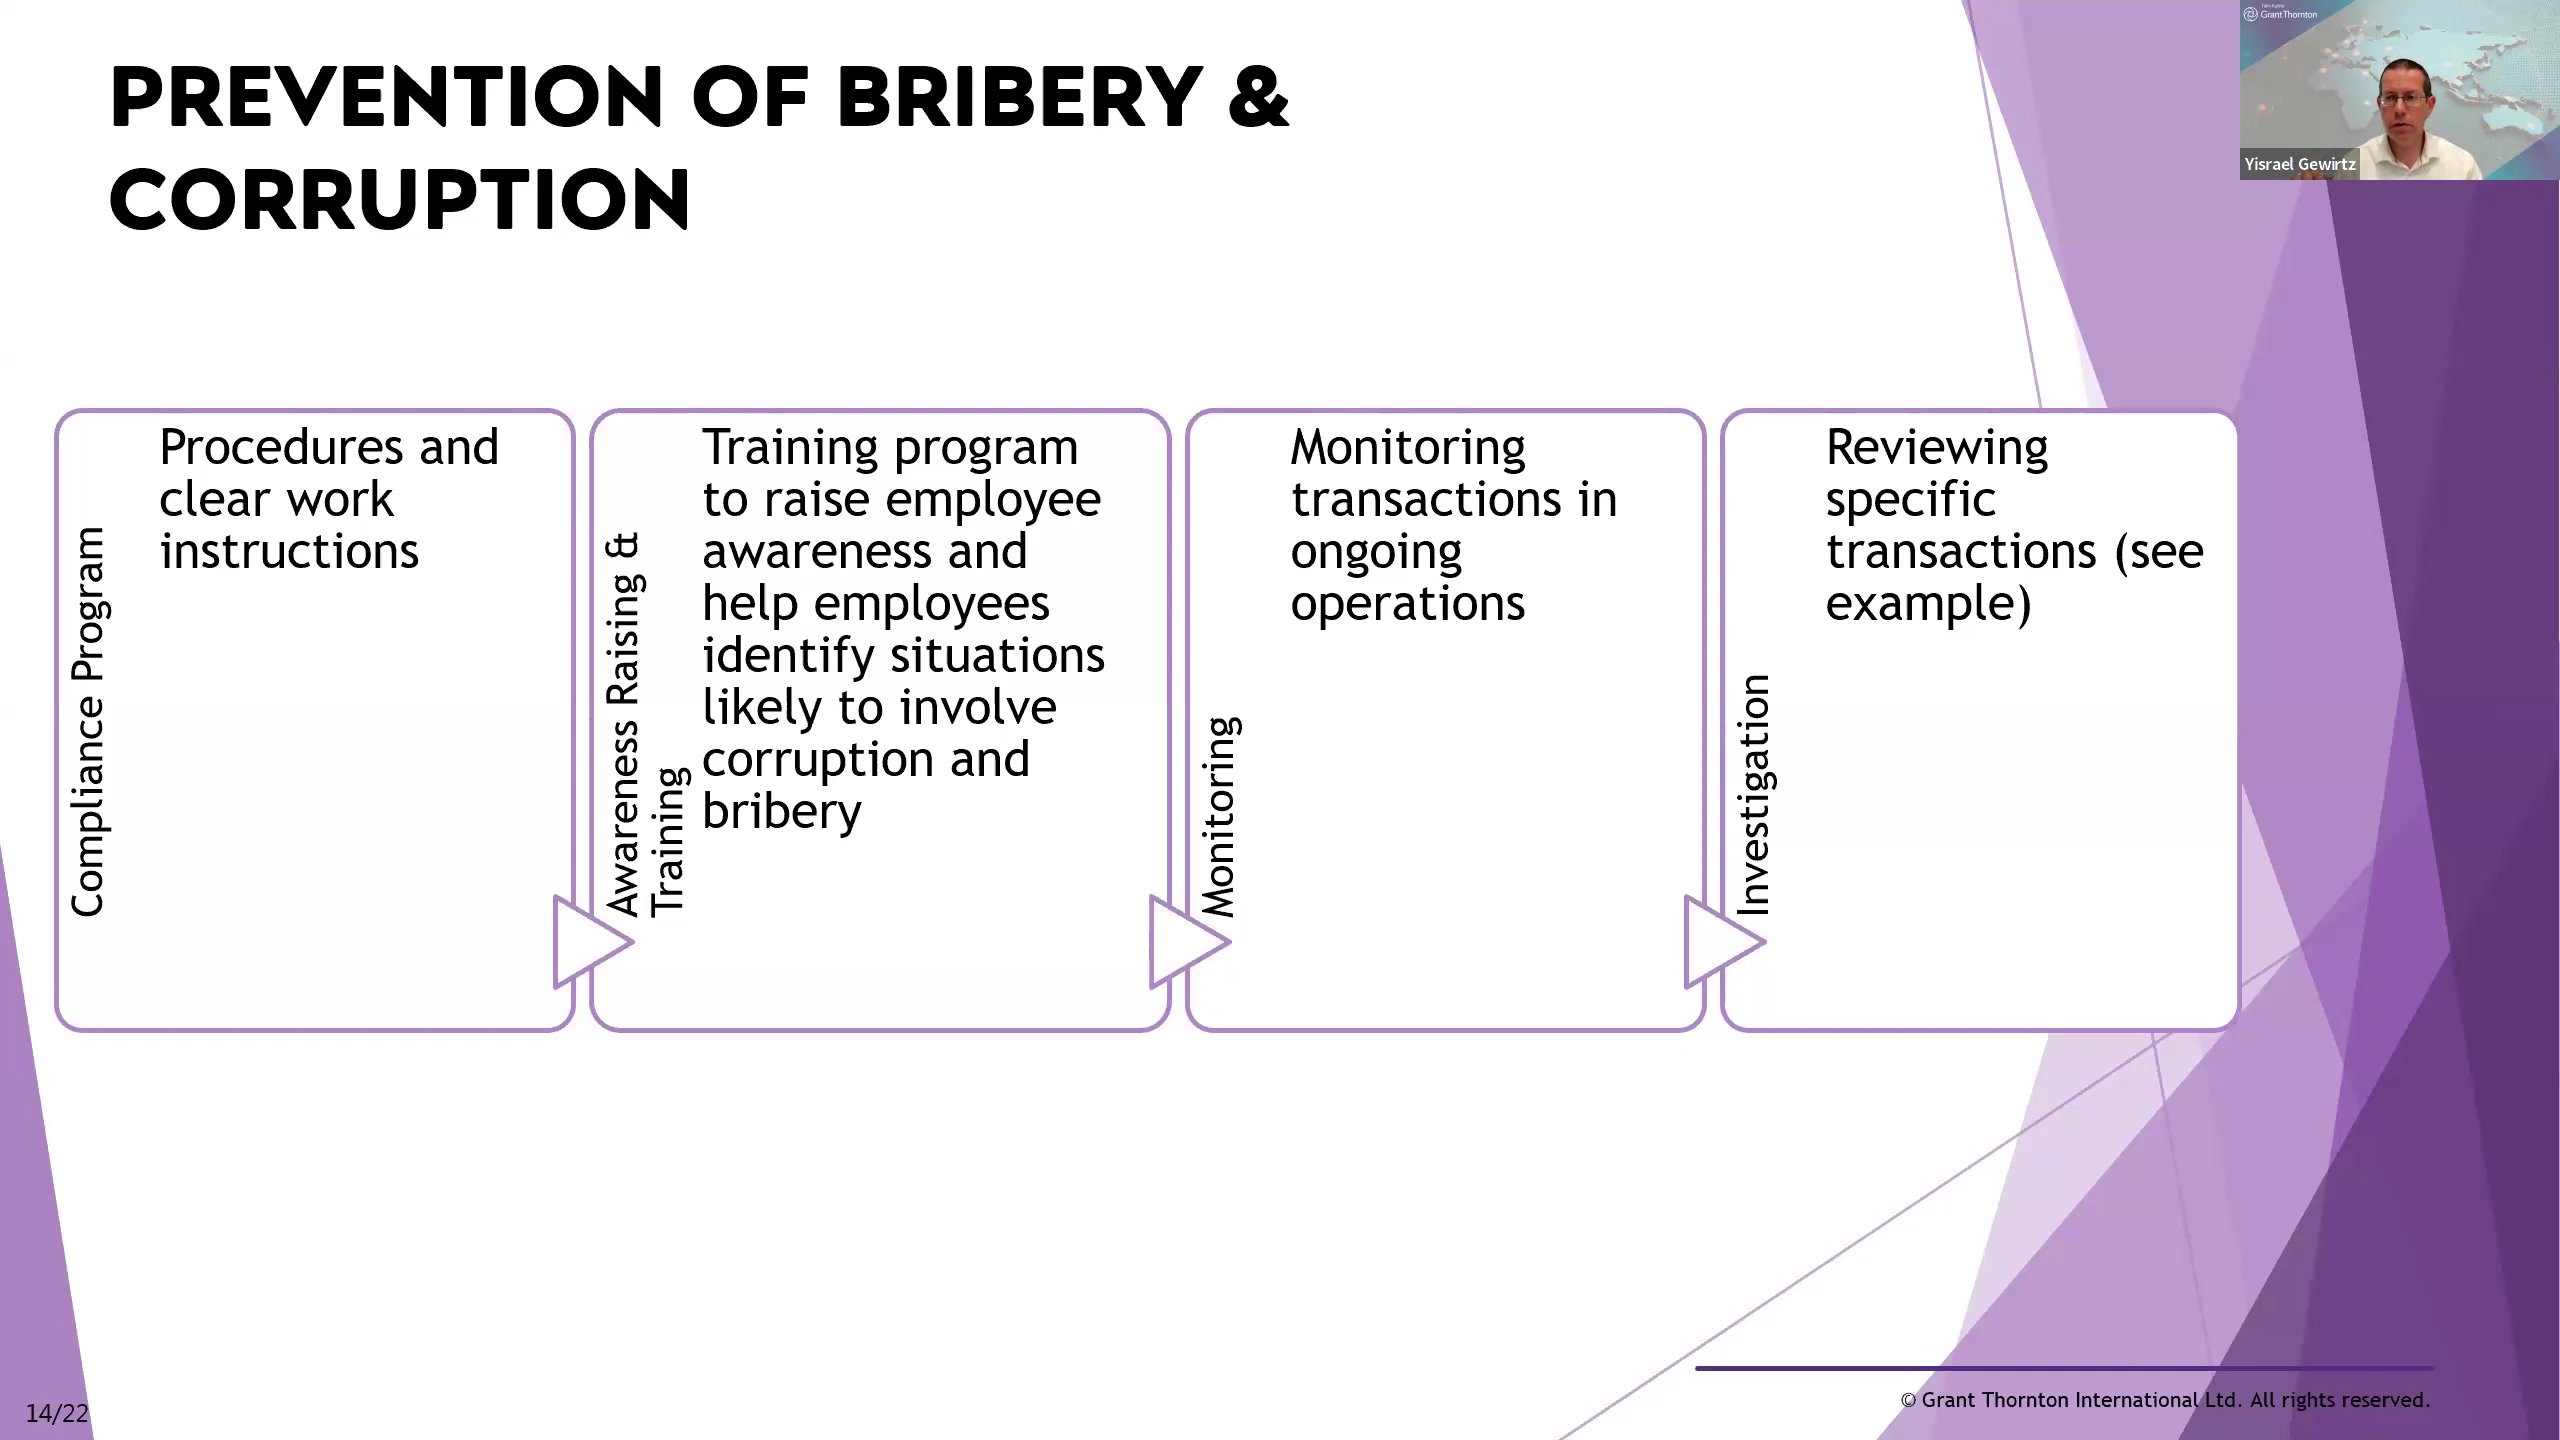 PREVENTION OF BRIBERY &
CORRUPTION
GrantThornton
Yisrael Gewirtz
Compliance Program
Procedures and
clear work
instructions
Awareness Raising &
Training
Training program
to raise employee
awareness and
help employees
identify situations
likely to involve
corruption and
bribery
Monitoring
Monitoring
transactions in
ongoing
operations
Investigation
Reviewing
specific
transactions (see
example)
14/22
© Grant Thornton International Ltd. All rights reserved.